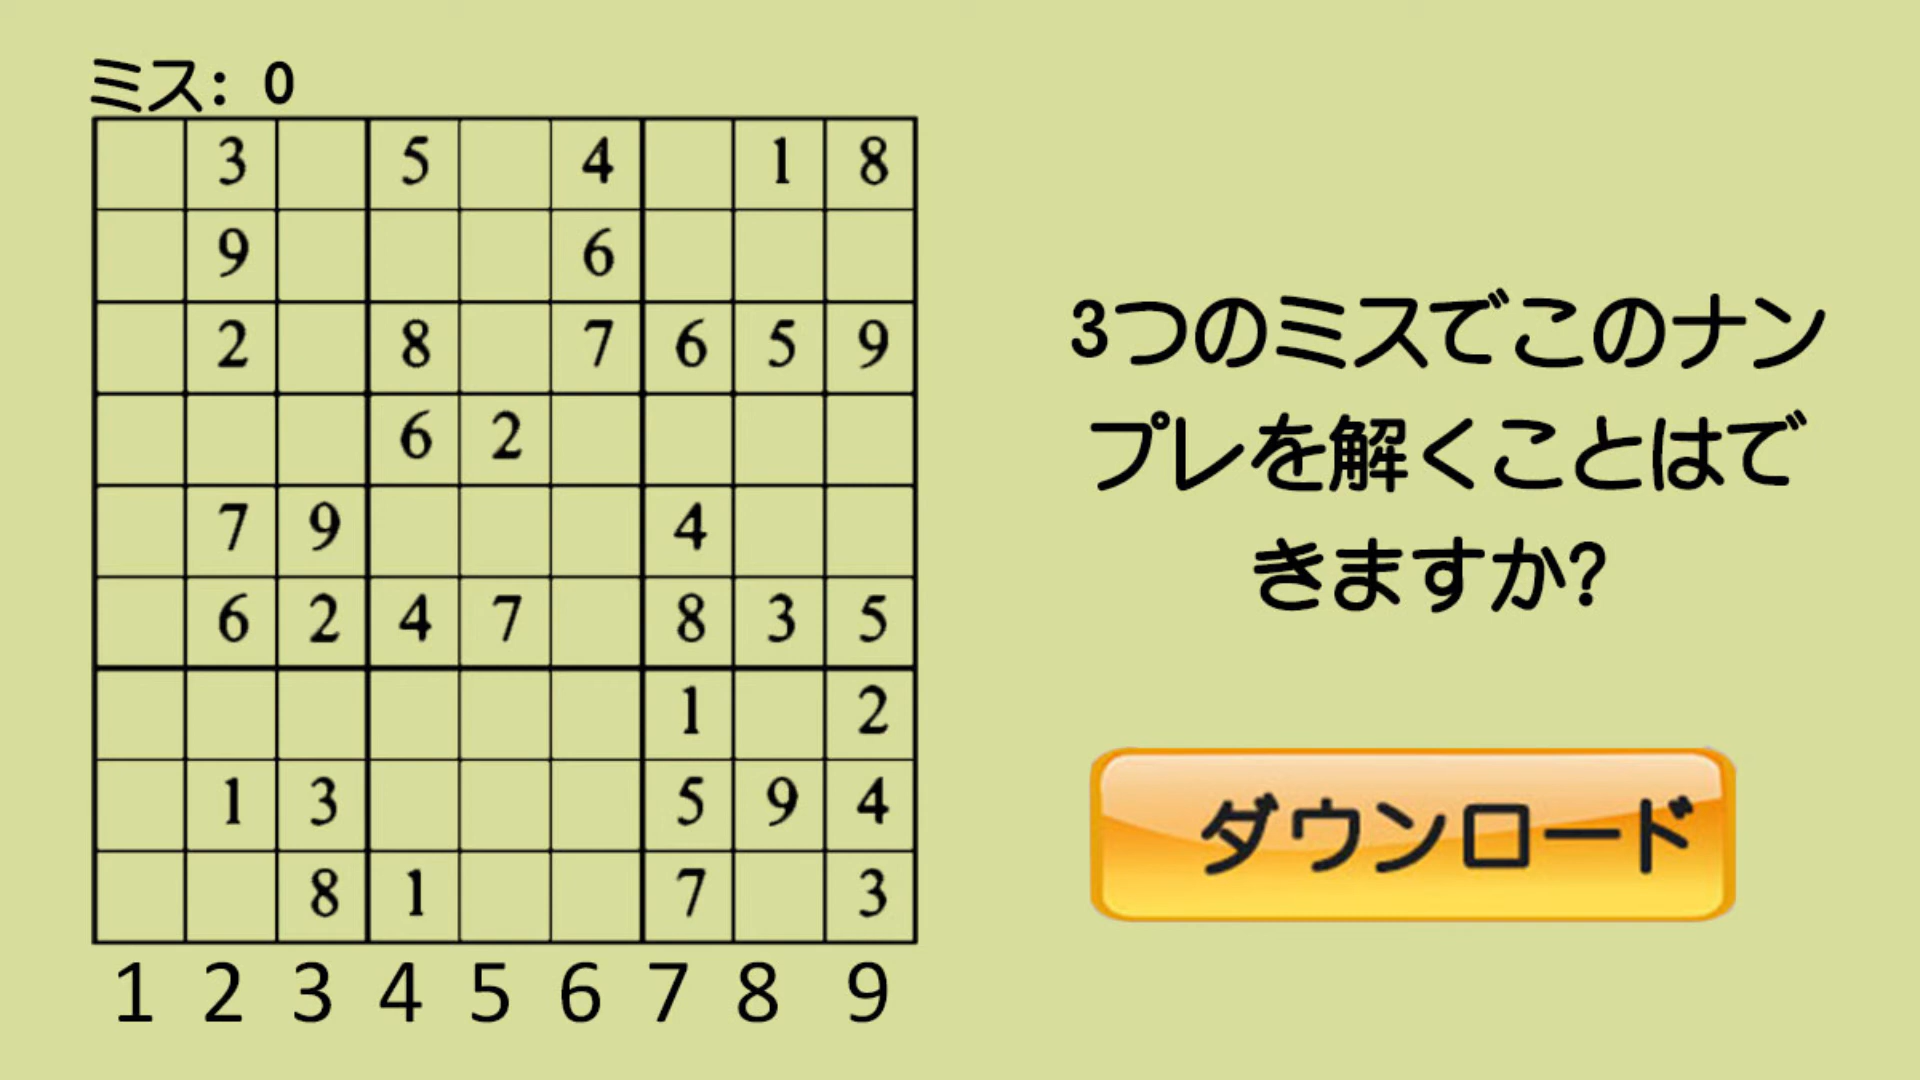 ミス: 0
3 5 4 1 8
9 6
2 8 7 6 5 9
6 2
7 9 4
6 2 4 7 8 3 5
1 2
1 3 5 9 4
8 1 7 3
1 2 3 4 5 6 7 8 9
3つのミスでこのナン
プレを解くことはで
きますか?
ダウンロード